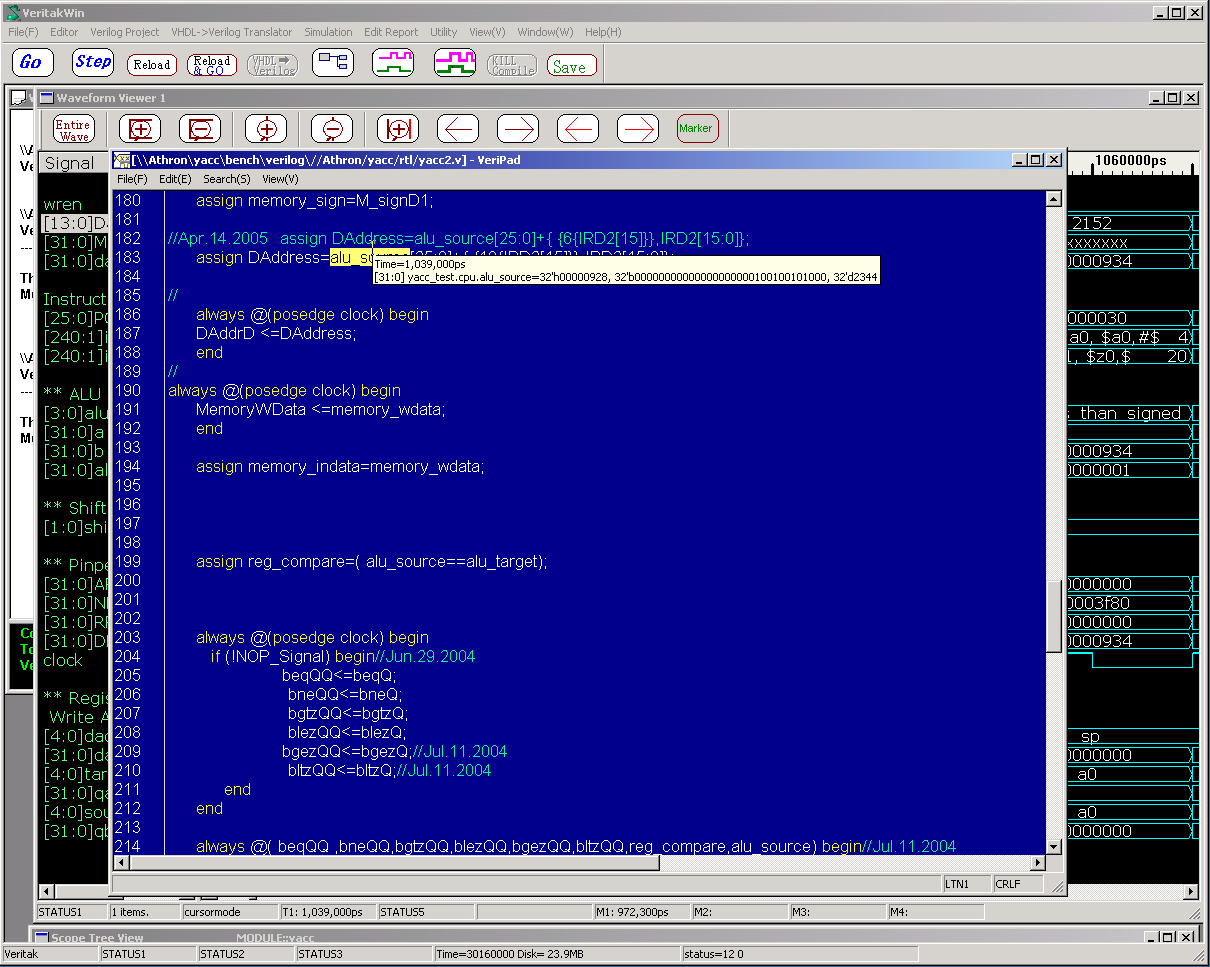 VeritakWin
File(F) Editor Verilog Project VHDL->Verilog Translator Simulation Edit Report Utility View(V) Window(W) Help(H)
Go Step Reload Reload & GO VHDL Verilog KILL Compile Save
Waveform Viewer 1
Entire Wave Marker
Signal
1060000ps
[\\Athron\yacc\bench\verilog\///Athron/yacc/rtl/yacc2.v] - VeriPad
File(F) Edit(E) Search(S) View(V)
180 assign memory_sign=M_signD1;
181
182 //Apr.14.2005 assign DAddress=alu_source[25:0]+{ {6{IRD2[15]}},IRD2[15:0]};
183 assign DAddress=
Time=1,039,000ps
[31:0] yacc_test.cpu.alu_source=32'h00000928, 32'b00000000000000000000100100101000, 32'd2344
184
185 //
186 always @(posedge clock) begin
187 DAddrD <=DAddress;
188 end
189 //
190 always @(posedge clock) begin
191 MemoryWData <=memory_wdata;
192 end
193
194 assign memory_indata=memory_wdata;
195
196
197
198
199 assign reg_compare=( alu_source==alu_target);
200
201
202
203 always @(posedge clock) begin
204 if (!NOP_Signal) begin//Jun.29.2004
205 beqQQ<=beqQ;
206 bneQQ<=bneQ;
207 bgtzQQ<=bgtzQ;
208 blezQQ<=blezQ;
209 bgezQQ<=bgezQ;//Jul.11.2004
210 bltzQQ<=bltzQ;//Jul.11.2004
211 end
212 end
213
214 always @( beqQQ ,bneQQ,bgtzQQ,blezQQ,bgezQQ,bltzQQ,reg_compare,alu_source) begin//Jul.11.2004
LTN1 CRLF
wren
[13:0]D
[31:0]M
[31:0]da
Instruct
[25:0]P
[240:1]i
[240:1]i
** ALU
[3:0]alu
[31:0]a
[31:0]b
[31:0]al
** Shift
[1:0]shi
** Pinpe
[31:0]
[31:0]
[31:0]
[31:0]
clock
** Regis
Write A
[4:0]dad
[31:0]da
[4:0]tar
[31:0]qa
[4:0]sou
[31:0]qb
2152
xxxxxxxx
0000934
000030
a0, $a0,#$ 4
, $z0,$ 20
than signed
0000934
0000001
0000000
0003f80
0000000
0000934
sp
0000000
a0
a0
0000000
STATUS1 1 items. cursormode T1: 1,039,000ps STATUS5 M1: 972,300ps M2: M3: M4:
Scope Tree View MODULE::yacc
Veritak STATUS1 STATUS2 STATUS3 Time=30160000 Disk= 23.9MB status=12 0